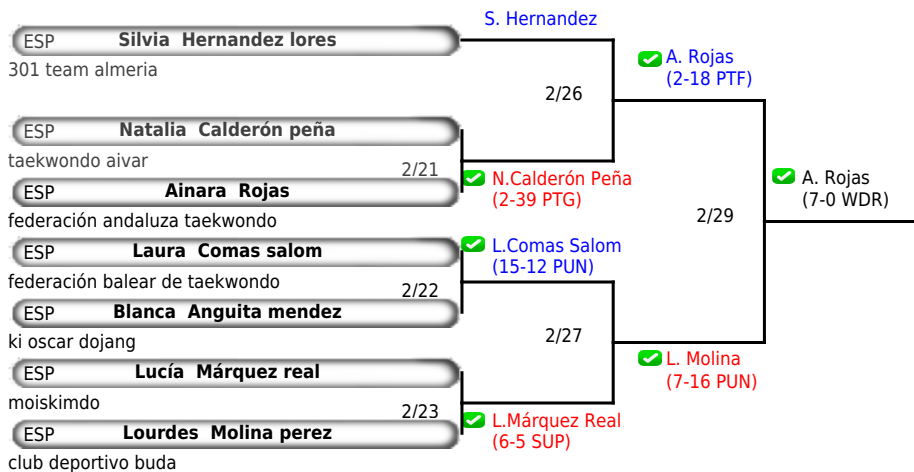 S. Hernandez
ESP Silvia Hernandez lores
301 team almeria
A. Rojas
(2-18 PTF)
2/26
ESP Natalia Calderón peña
taekwondo aivar
2/21
N.Calderón Peña
(2-39 PTG)
ESP Ainara Rojas
federación andaluza taekwondo
A. Rojas
(7-0 WDR)
2/29
ESP Laura Comas salom
federación balear de taekwondo
L.Comas Salom
(15-12 PUN)
2/22
ESP Blanca Anguita mendez
ki oscar dojang
2/27
ESP Lucía Márquez real
moiskimdo
L. Molina
(7-16 PUN)
2/23
L.Márquez Real
(6-5 SUP)
ESP Lourdes Molina perez
club deportivo buda